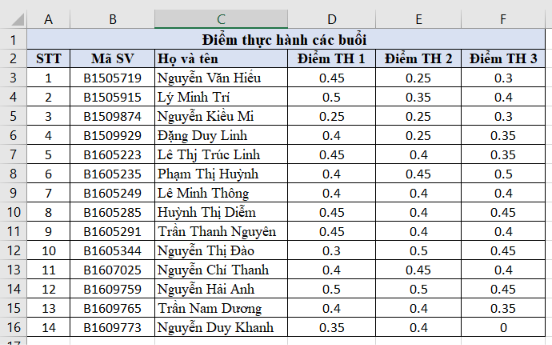 A B C D E F
1 Điểm thực hành các buổi
2 STT Mã SV Họ và tên Điểm TH 1 Điểm TH 2 Điểm TH 3
3 1 B1505719 Nguyễn Văn Hiếu 0.45 0.25 0.3
4 2 B1505915 Lý Minh Trí 0.5 0.35 0.4
5 3 B1509874 Nguyễn Kiều Mi 0.25 0.25 0.3
6 4 B1509929 Đặng Duy Linh 0.4 0.25 0.35
7 5 B1605223 Lê Thị Trúc Linh 0.45 0.4 0.35
8 6 B1605235 Phạm Thị Huỳnh 0.4 0.45 0.5
9 7 B1605249 Lê Minh Thông 0.4 0.4 0.4
10 8 B1605285 Huỳnh Thị Diễm 0.45 0.4 0.45
11 9 B1605291 Trần Thanh Nguyên 0.45 0.4 0.4
12 10 B1605344 Nguyễn Thị Đào 0.3 0.5 0.45
13 11 B1607025 Nguyễn Chí Thanh 0.4 0.45 0.4
14 12 B1609759 Nguyễn Hải Anh 0.5 0.5 0.45
15 13 B1609765 Trần Nam Dương 0.4 0.4 0.35
16 14 B1609773 Nguyễn Duy Khanh 0.35 0.4 0
17